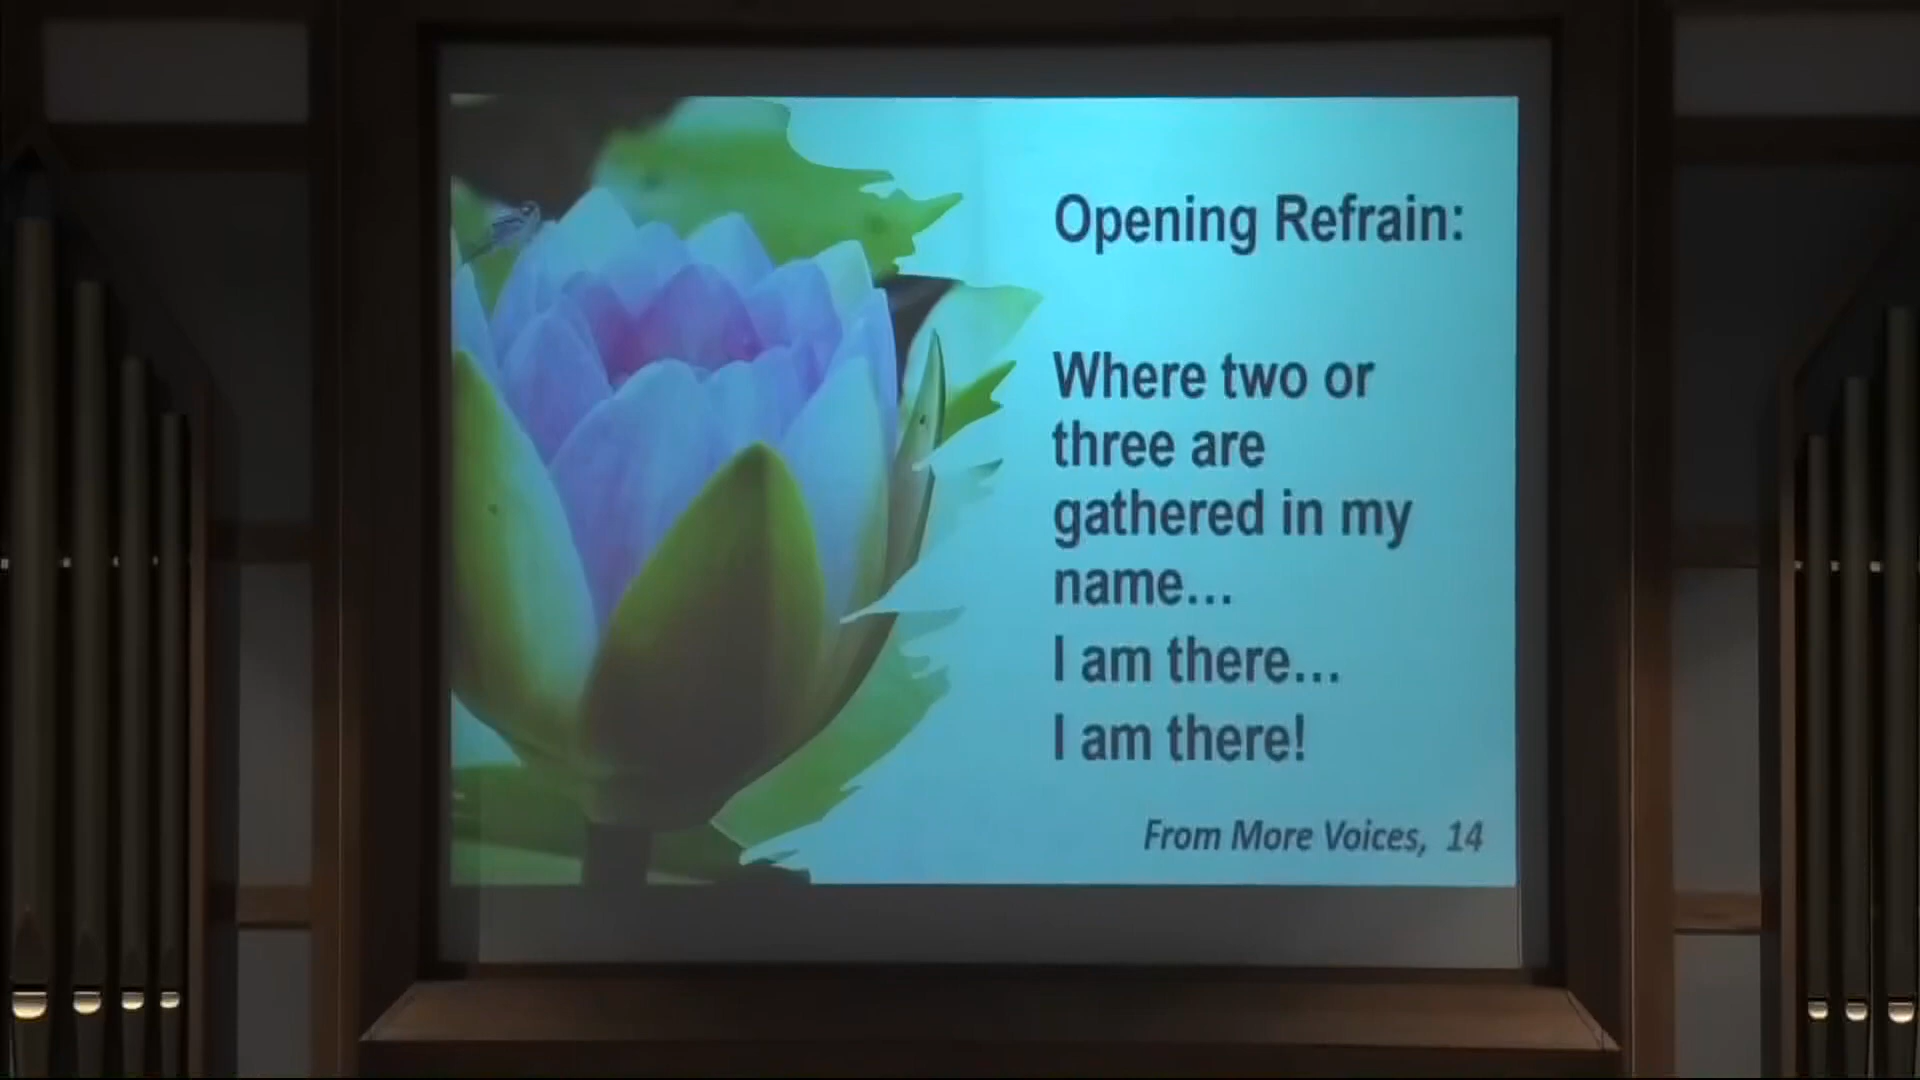 Opening Refrain:
Where two or
three are
gathered in my
name...
I am there...
I am there!
From More Voices, 14